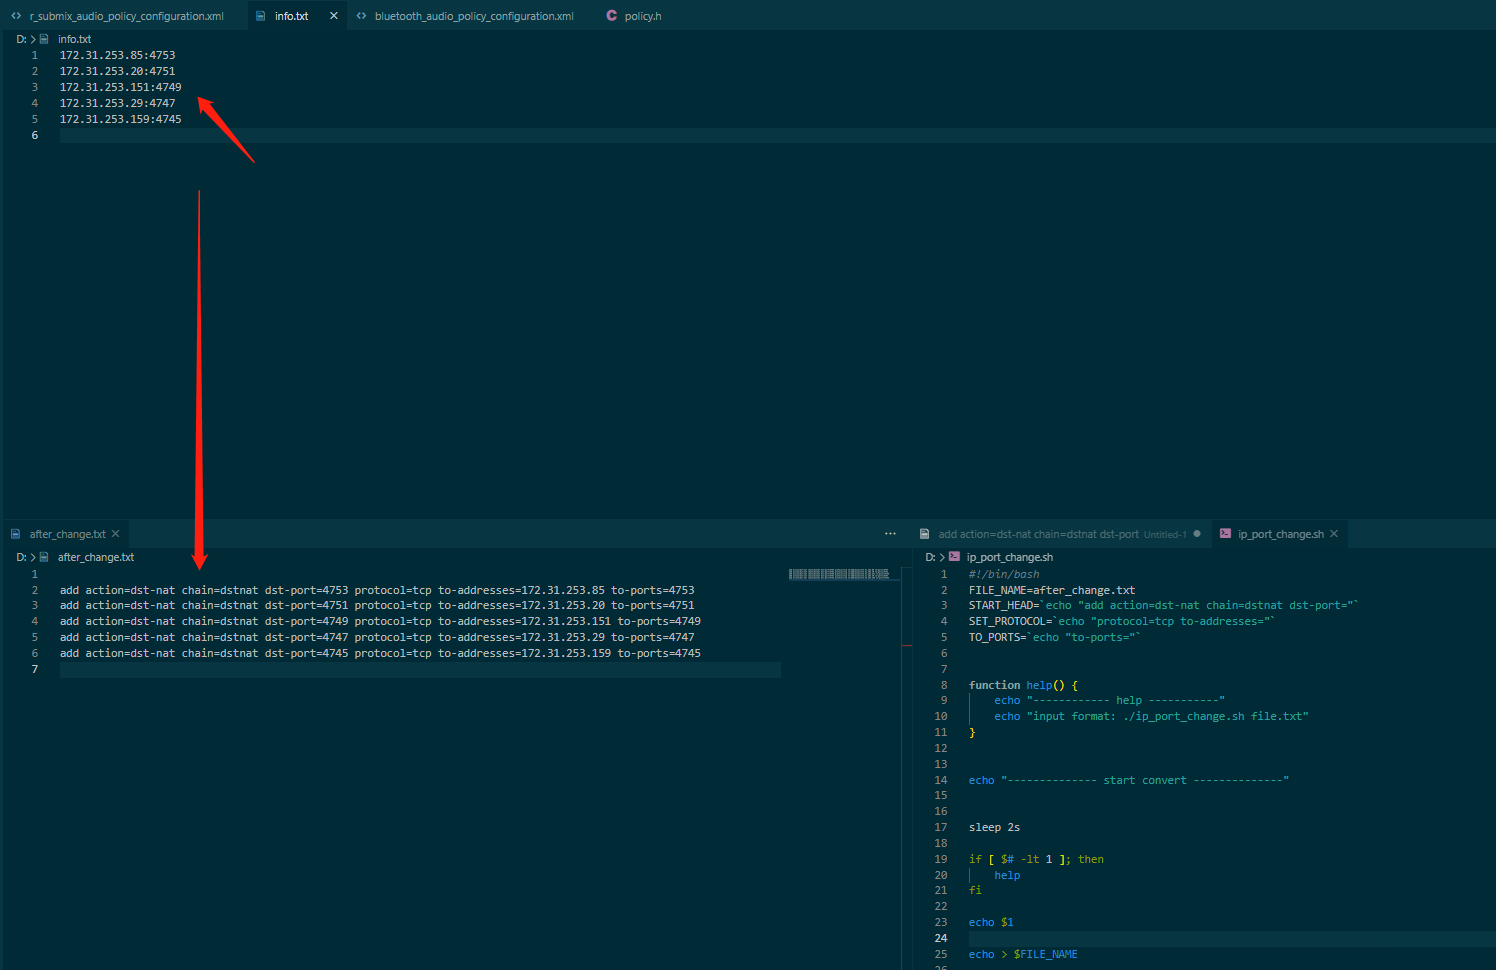 r_submix_audio_policy_configuration.xml info.txt bluetooth_audio_policy_configuration.xml C policy.h
D: > info.txt
1 172.31.253.85:4753
2 172.31.253.20:4751
3 172.31.253.151:4749
4 172.31.253.29:4747
5 172.31.253.159:4745
6
after_change.txt
D: > after_change.txt
1
2 add action=dst-nat chain=dstnat dst-port=4753 protocol=tcp to-addresses=172.31.253.85 to-ports=4753
3 add action=dst-nat chain=dstnat dst-port=4751 protocol=tcp to-addresses=172.31.253.20 to-ports=4751
4 add action=dst-nat chain=dstnat dst-port=4749 protocol=tcp to-addresses=172.31.253.151 to-ports=4749
5 add action=dst-nat chain=dstnat dst-port=4747 protocol=tcp to-addresses=172.31.253.29 to-ports=4747
6 add action=dst-nat chain=dstnat dst-port=4745 protocol=tcp to-addresses=172.31.253.159 to-ports=4745
7
add action=dst-nat chain=dstnat dst-port Untitled-1 ip_port_change.sh
D: > ip_port_change.sh
1 #!/bin/bash
2 FILE_NAME=after_change.txt
3 START_HEAD=`echo "add action=dst-nat chain=dstnat dst-port="`
4 SET_PROTOCOL=`echo "protocol=tcp to-addresses="`
5 TO_PORTS=`echo "to-ports="`
6
7
8 function help() {
9 echo "------------ help -----------"
10 echo "input format: ./ip_port_change.sh file.txt"
11 }
12
13
14 echo "-------------- start convert --------------"
15
16
17 sleep 2s
18
19 if [ $# -lt 1 ]; then
20 help
21 fi
22
23 echo $1
24
25 echo > $FILE_NAME
26